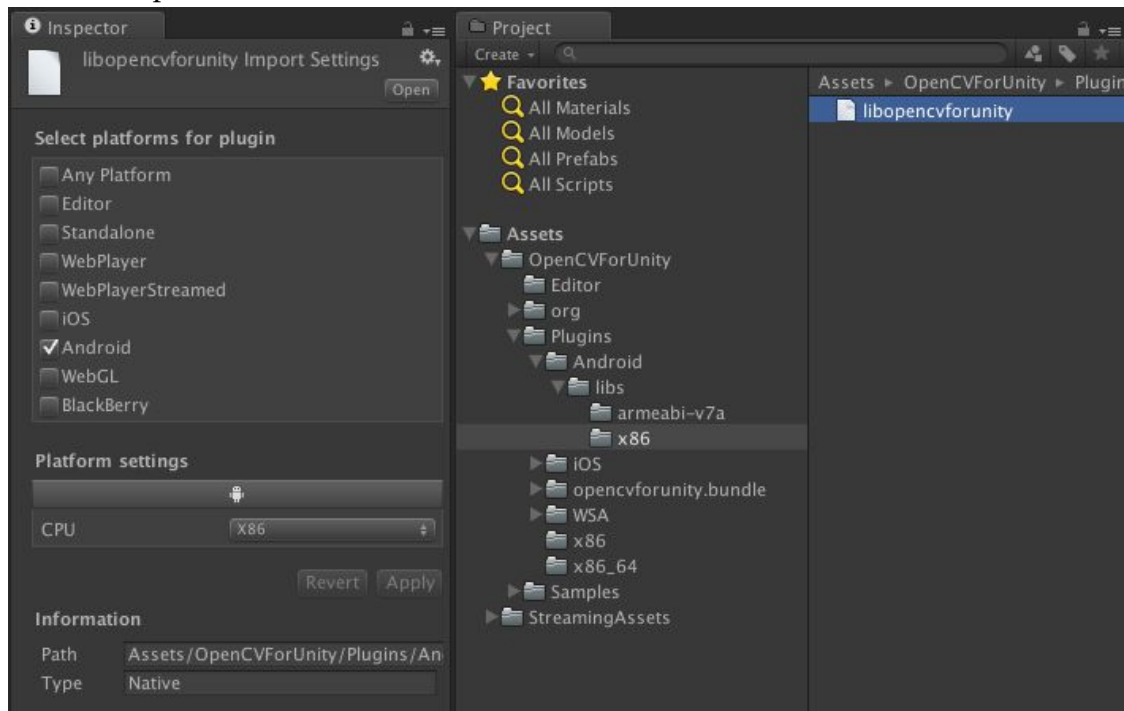 Inspector
libopencvforunity Import Settings
Open
Select platforms for plugin
Any Platform
Editor
Standalone
WebPlayer
WebPlayerStreamed
iOS
Android
WebGL
BlackBerry
Platform settings
CPU X86
Revert Apply
Information
Path Assets/OpenCVForUnity/Plugins/An
Type Native
Project
Create
Favorites
All Materials
All Models
All Prefabs
All Scripts
Assets
OpenCVForUnity
Editor
org
Plugins
Android
libs
armeabi-v7a
x86
iOS
opencvforunity.bundle
WSA
x86
x86_64
Samples
StreamingAssets
Assets OpenCVForUnity Plugin
libopencvforunity